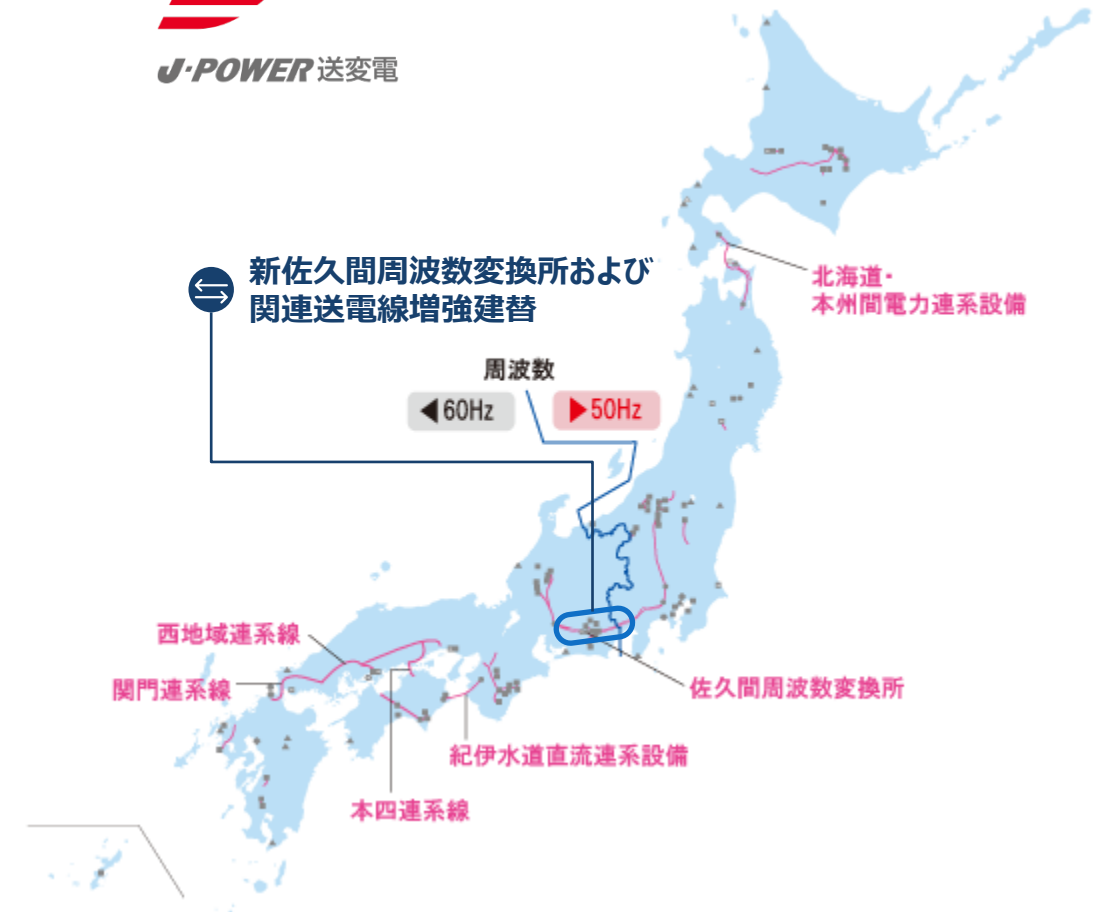 J-POWER送変電
新佐久間周波数変換所および
関連送電線増強建替
北海道・
本州間電力連系設備
周波数
◀60Hz
▶50Hz
西地域連系線
関門連系線
佐久間周波数変換所
紀伊水道直流連系設備
本四連系線